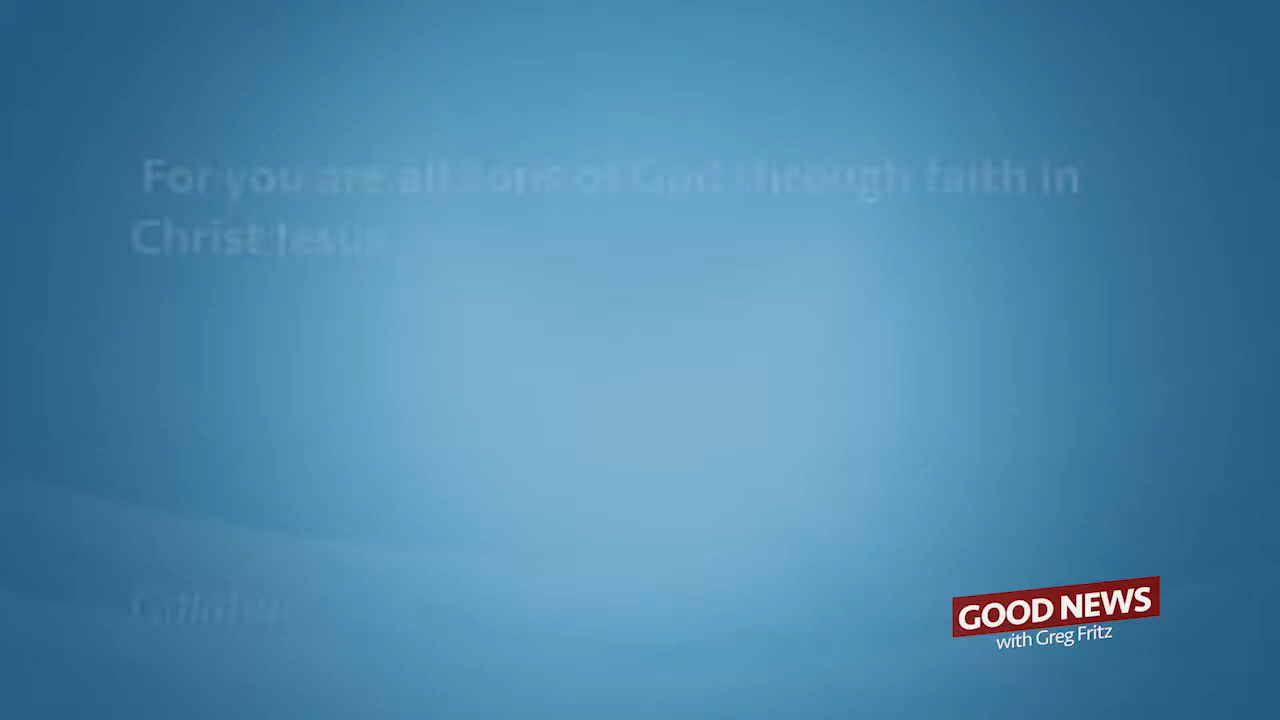 For you are all sons of God through faith in
Christ Jesus
GOOD NEWS
with Greg Fritz